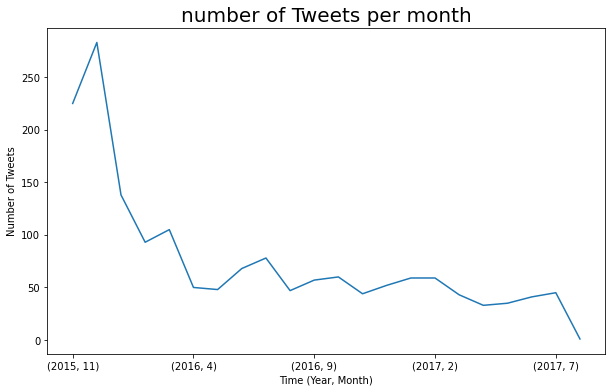 number of Tweets per month
Number of Tweets
250
200
150
100
50
0
(2015, 11) (2016, 4) (2016, 9) (2017, 2) (2017, 7)
Time (Year, Month)